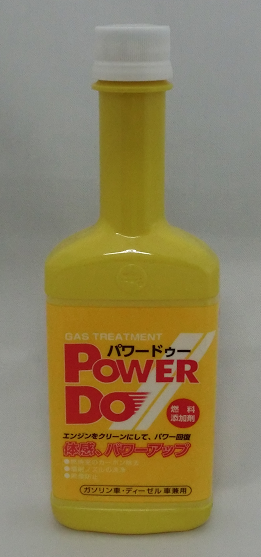 GAS TREATMENT
パワードゥー
POWER
DO
燃料
添加剤
エンジンをクリーンにして、パワー回復
体感、パワーアップ
ガソリン車・ディーゼル車兼用